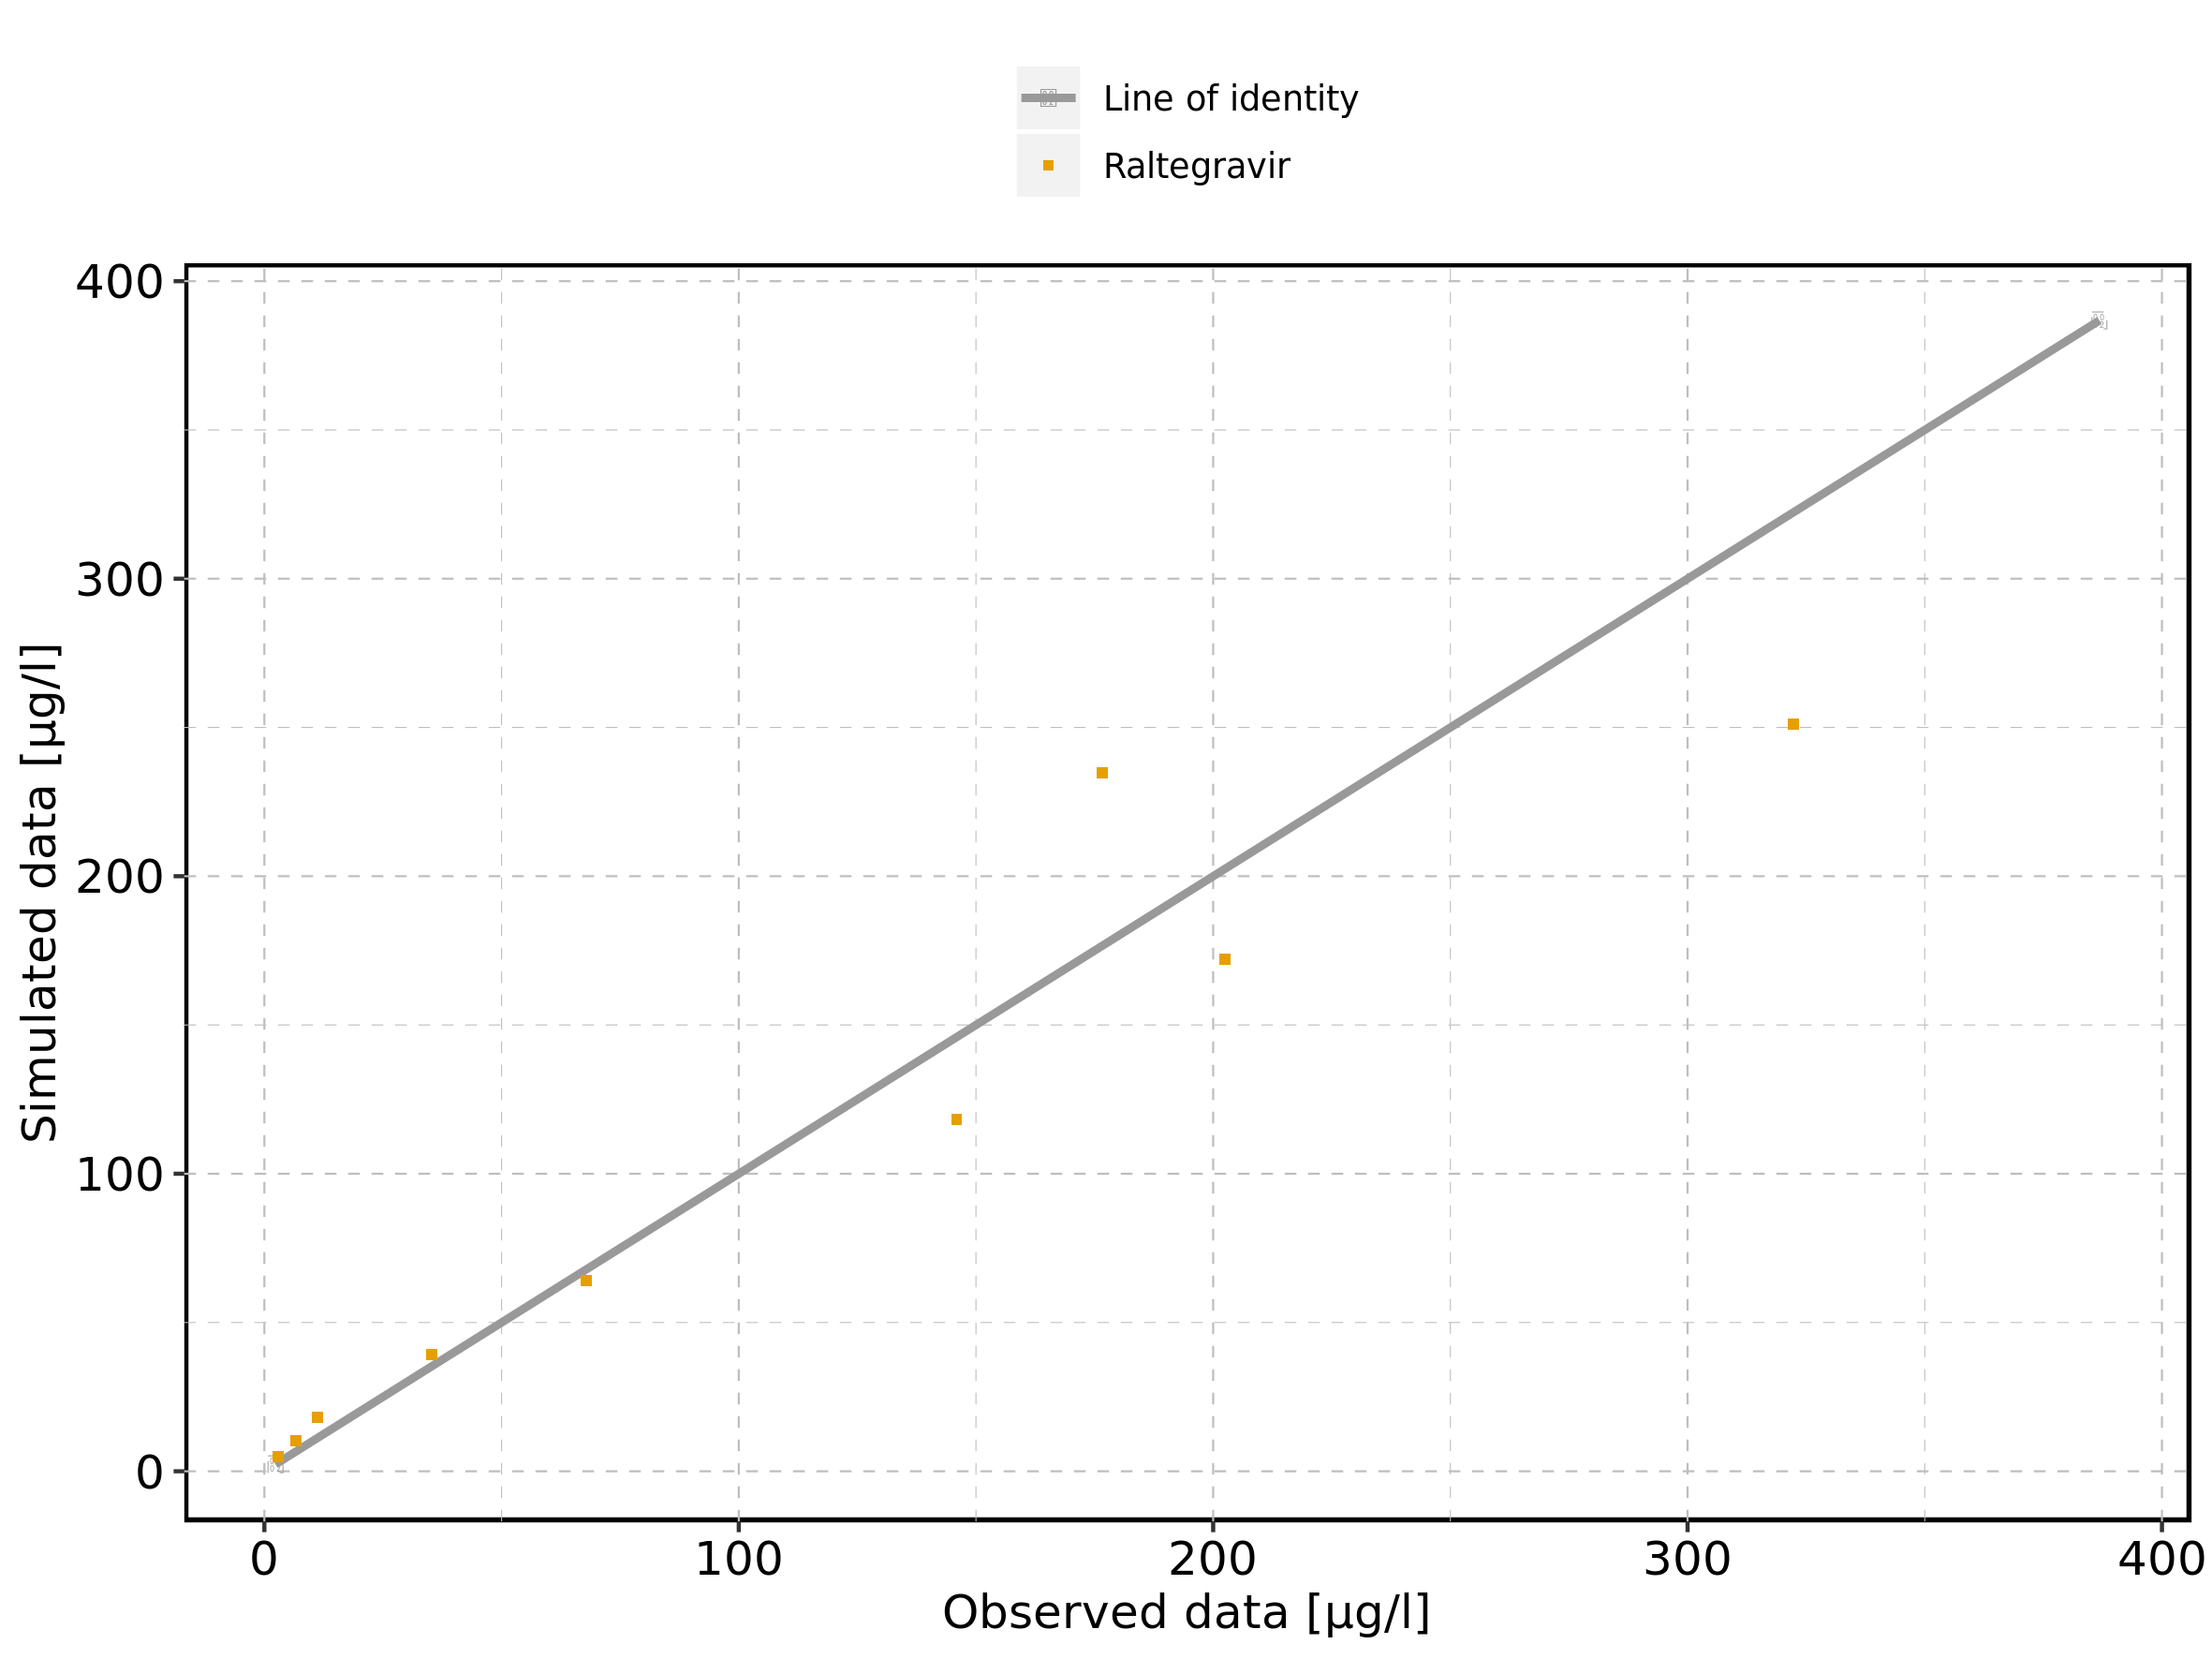 Line of identity
Raltegravir
400
300
200
100
0
Simulated data [µg/l]
0 100 200 300 400
Observed data [µg/l]